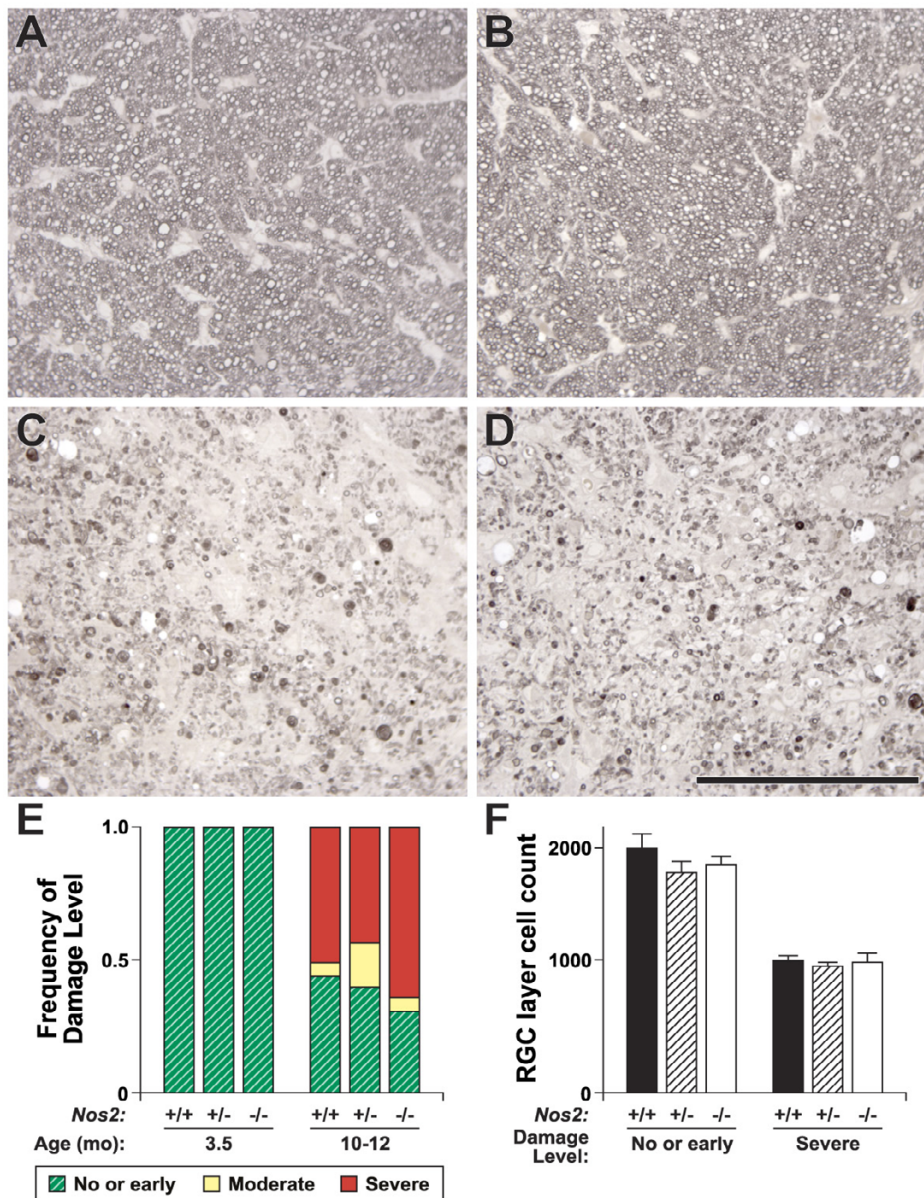 A
B
C
D
E
Frequency of
Damage Level
1.0
0.5
0
Nos2: +/+ +/- -/- +/+ +/- -/-
Age (mo): 3.5 10-12
No or early Moderate Severe
F
RGC layer cell count
2000
1000
0
Nos2: +/+ +/- -/- +/+ +/- -/-
Damage
Level: No or early Severe